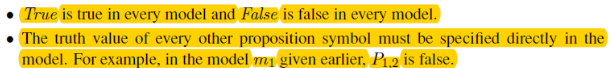 • True is true in every model and False is false in every model.
• The truth value of every other proposition symbol must be specified directly in the
model. For example, in the model m₁ given earlier, P₁,₂ is false.